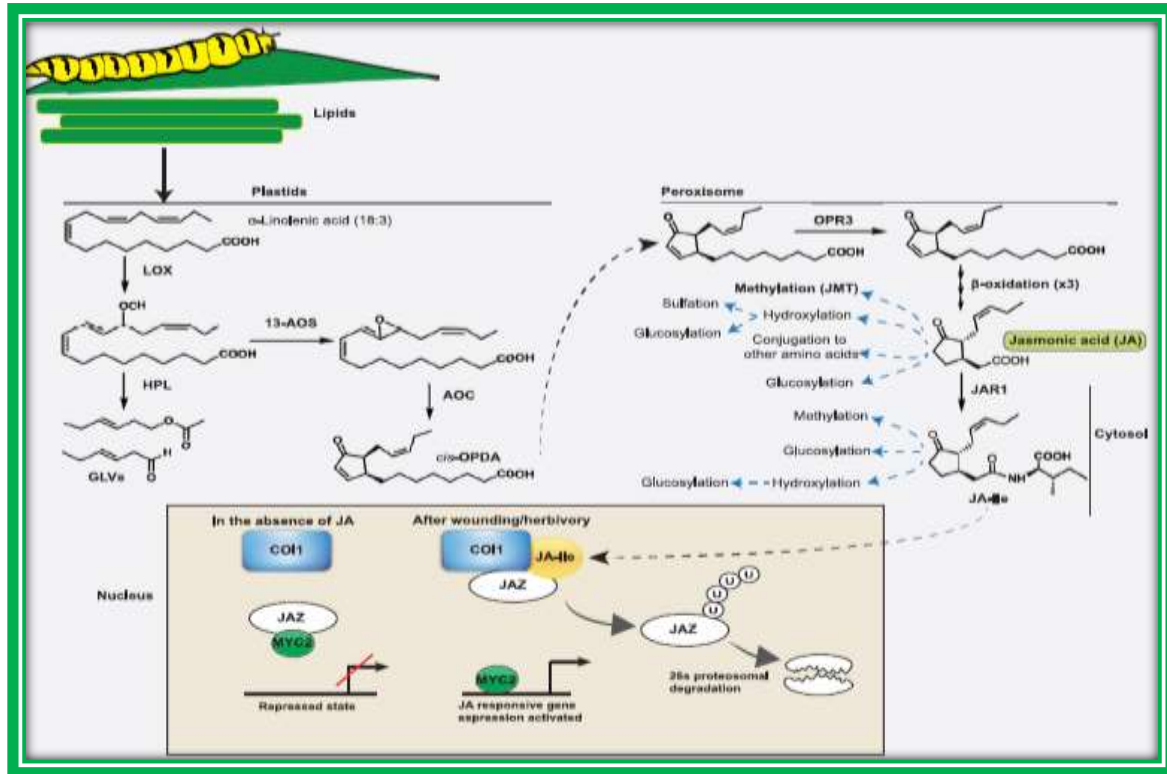 Lipids
Plastids
α-Linolenic acid (18:3)
COOH
LOX
OCH
COOH
13-AOS
O
COOH
HPL
AOC
O
O
H
O
GLVs
O
cis-OPDA
COOH
Peroxisome
O
COOH
OPR3
O
COOH
β-oxidation (x3)
Methylation (JMT)
Sulfation
Hydroxylation
Glucosylation
Conjugation to
other amino acids
Glucosylation
O
COOH
Jasmonic acid (JA)
JAR1
Methylation
Glucosylation
Glucosylation
Hydroxylation
O
O
NH
COOH
JA-Ile
Cytosol
Nucleus
In the absence of JA
COI1
JAZ
MYC2
Repressed state
After wounding/herbivory
COI1
JA-Ile
JAZ
MYC2
JA responsive gene
expression activated
JAZ
U
U
U
U
26s proteosomal
degradation